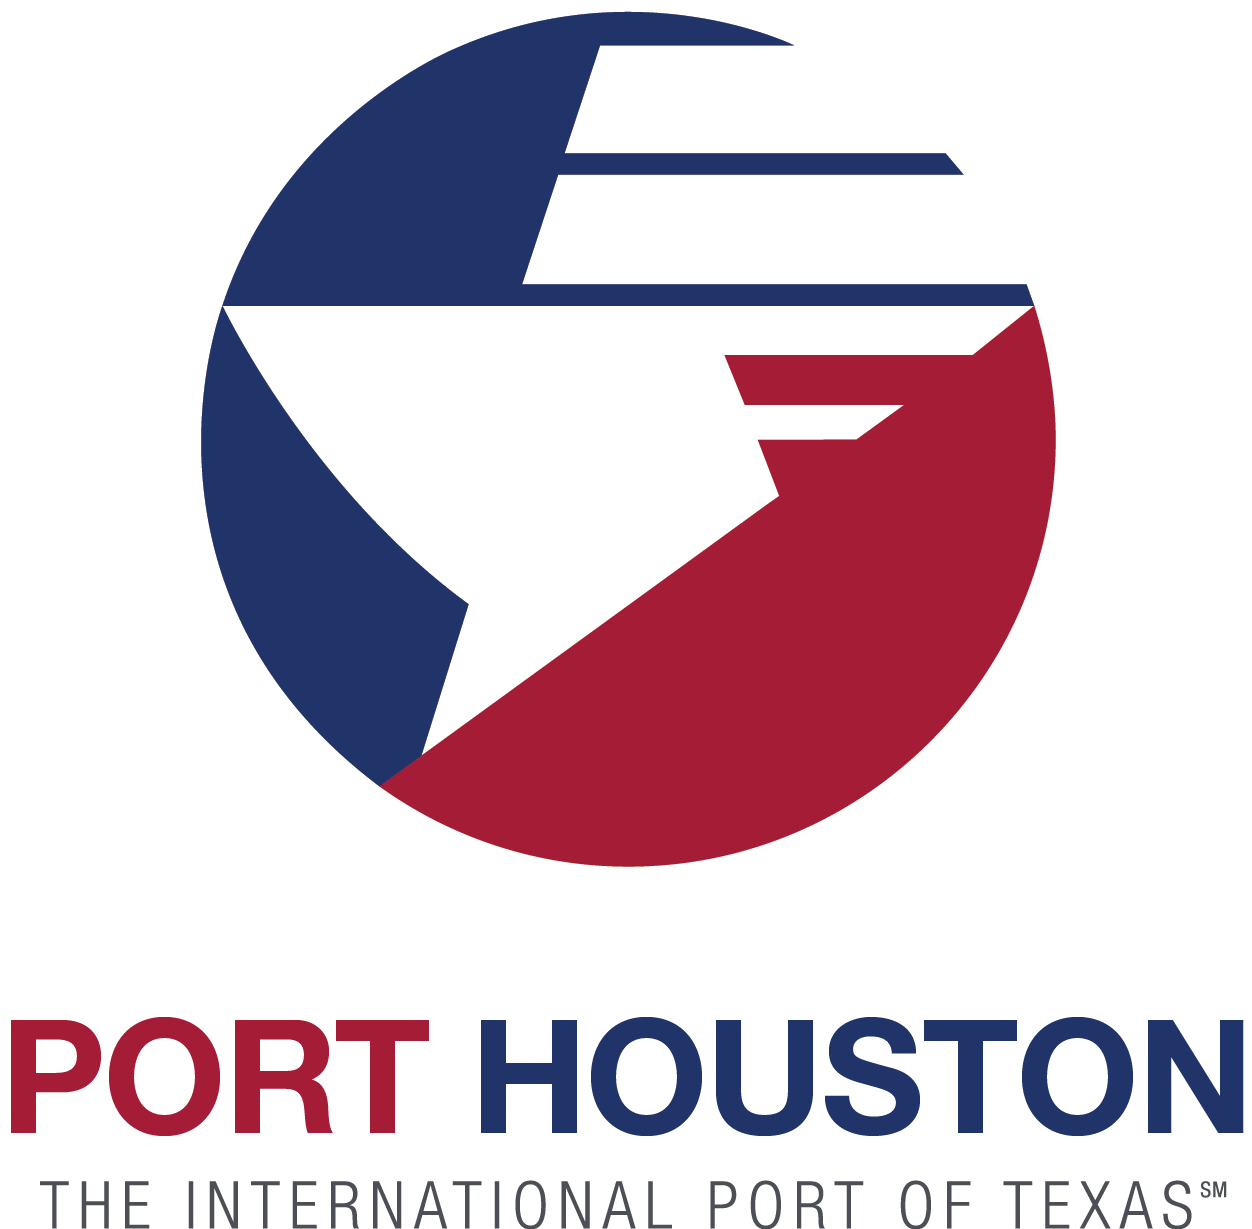 PORT HOUSTON
THE INTERNATIONAL PORT OF TEXAS℠